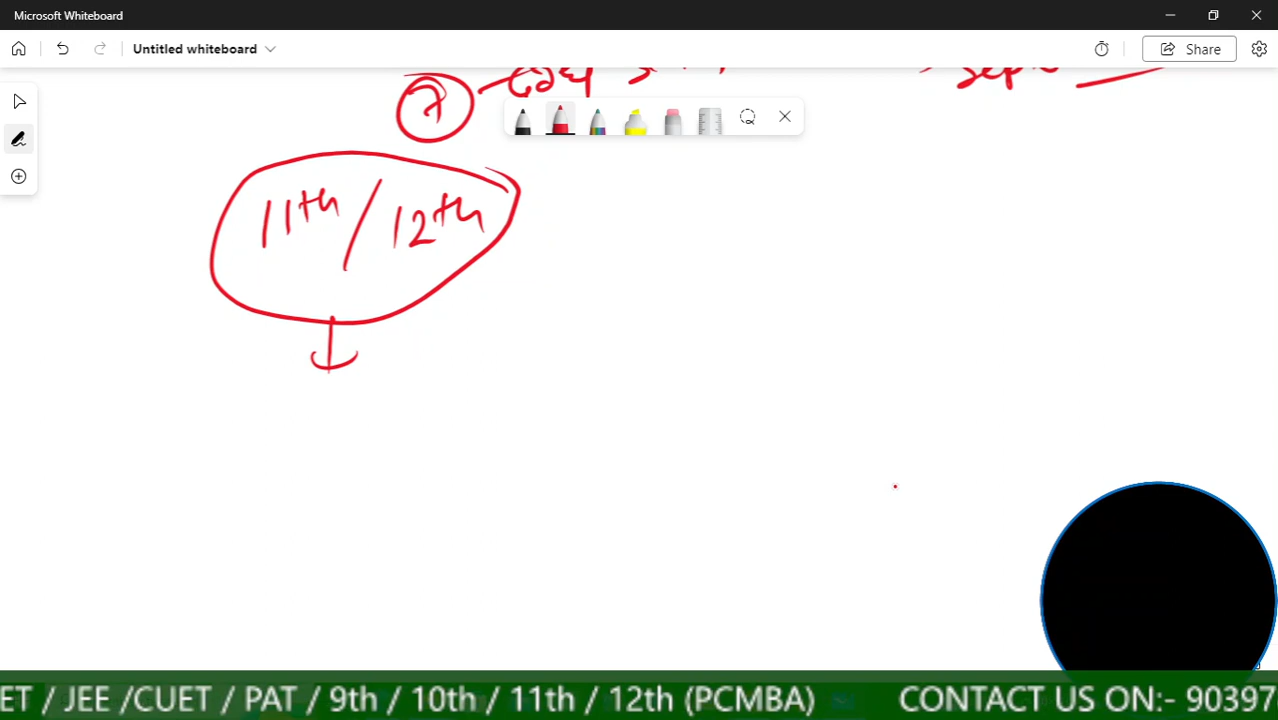 Microsoft Whiteboard
Untitled whiteboard
Share
7
11th / 12th
ET / JEE /CUET / PAT / 9th / 10th / 11th / 12th (PCMBA) CONTACT US ON:- 90397